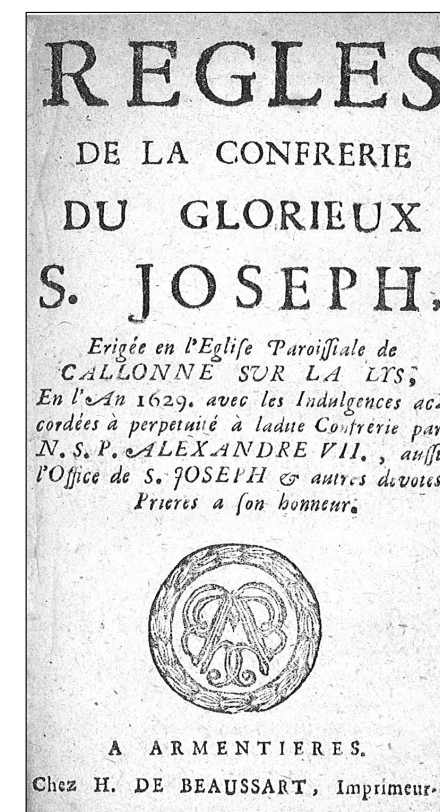 REGLES
DE LA CONFRERIE
DU GLORIEUX
S. JOSEPH,
Erigée en l'Eglise Paroissiale de
CALLONNE SUR LA LYS,
En l'An 1629. avec les Indulgences ac-
cordées à perpetuité à ladite Confrérie par
N. S. P. ALEXANDRE VII. , aussi
l'Office de S. JOSEPH & autres devotes
Prieres a son honneur.
A ARMENTIERES.
Chez H. DE BEAUSSART, Imprimeur-